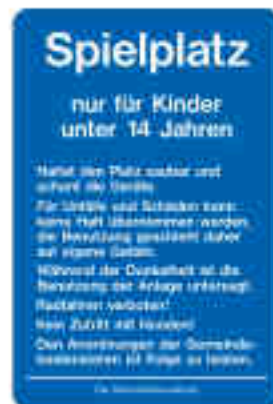 Spielplatz
nur für Kinder
unter 14 Jahren
Haltet den Platz sauber und
schont die Geräte.
Für Unfälle und Schäden kann
keine Haft übernommen werden,
die Benutzung geschieht daher
auf eigene Gefahr.
Während der Dunkelheit ist die
Benutzung der Anlage untersagt.
Radfahren verboten!
Kein Zutritt mit Hunden!
Den Anordnungen der Gemeinde-
bediensteten ist Folge zu leisten.